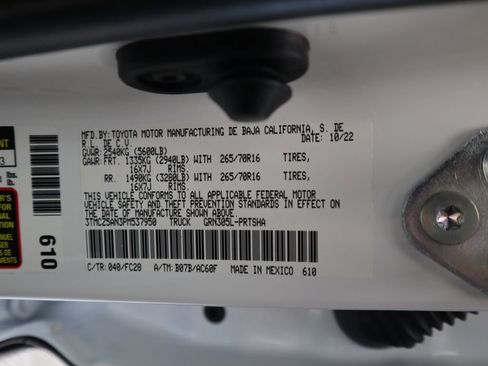 MFD.BY:TOYOTA MOTOR MANUFACTURING DE BAJA CALIFORNIA, S. DE
R.L. DE C.V. DATE: 10/22
GVWR:2540KG (5600LB)
GAWR:FRT. 1335KG (2940LB) WITH 265/70R16 TIRES,
16X7J RIMS
RR. 1490KG (3280LB) WITH 265/70R16 TIRES,
16X7J RIMS
THIS VEHICLE CONFORMS TO ALL APPLICABLE FEDERAL MOTOR
VEHICLE SAFETY AND THEFT PREVENTION STANDARDS IN EFFECT ON
THE DATE OF MANUFACTURE SHOWN ABOVE.
3TMCZ5AN3PM537950 TRUCK GRN305L-PRTSHA
C/TR: 040/FC28 A/TM: B07B/AC60F MADE IN MEXICO 610
610